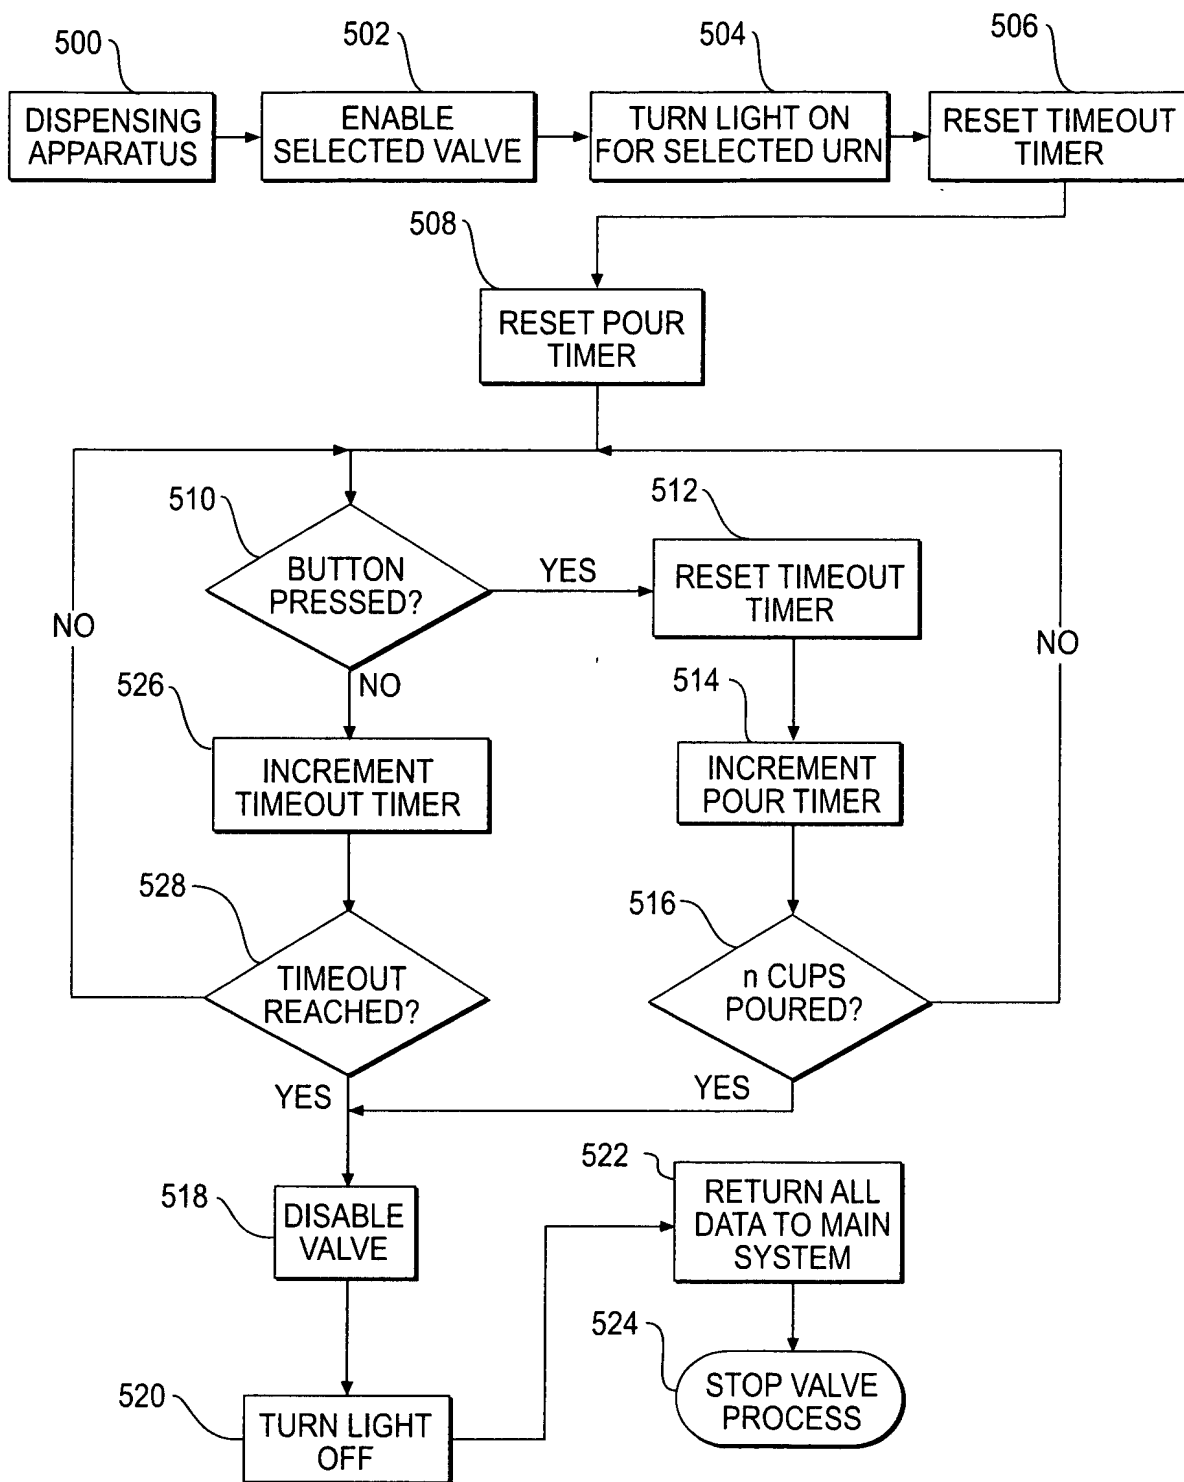 500
502
504
506
DISPENSING
APPARATUS
ENABLE
SELECTED VALVE
TURN LIGHT ON
FOR SELECTED URN
RESET TIMEOUT
TIMER
508
RESET POUR
TIMER
510
BUTTON
PRESSED?
YES
512
RESET TIMEOUT
TIMER
NO
NO
NO
526
INCREMENT
TIMEOUT TIMER
514
INCREMENT
POUR TIMER
528
TIMEOUT
REACHED?
516
n CUPS
POURED?
YES
YES
518
DISABLE
VALVE
522
RETURN ALL
DATA TO MAIN
SYSTEM
520
TURN LIGHT
OFF
524
STOP VALVE
PROCESS